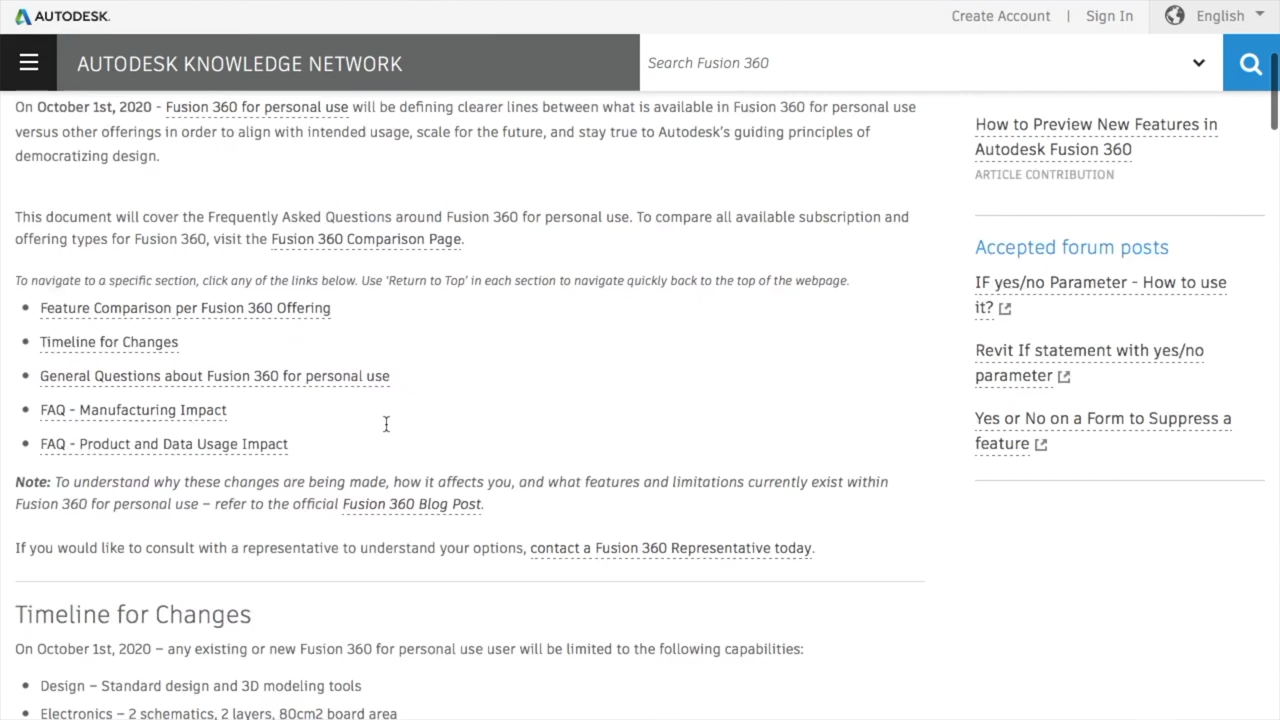 AUTODESK.
Create Account | Sign In English
AUTODESK KNOWLEDGE NETWORK
Search Fusion 360
On October 1st, 2020 - Fusion 360 for personal use will be defining clearer lines between what is available in Fusion 360 for personal use
versus other offerings in order to align with intended usage, scale for the future, and stay true to Autodesk's guiding principles of
democratizing design.
This document will cover the Frequently Asked Questions around Fusion 360 for personal use. To compare all available subscription and
offering types for Fusion 360, visit the Fusion 360 Comparison Page.
To navigate to a specific section, click any of the links below. Use 'Return to Top' in each section to navigate quickly back to the top of the webpage.
• Feature Comparison per Fusion 360 Offering
• Timeline for Changes
• General Questions about Fusion 360 for personal use
• FAQ - Manufacturing Impact
• FAQ - Product and Data Usage Impact
Note: To understand why these changes are being made, how it affects you, and what features and limitations currently exist within
Fusion 360 for personal use – refer to the official Fusion 360 Blog Post.
If you would like to consult with a representative to understand your options, contact a Fusion 360 Representative today.
Timeline for Changes
On October 1st, 2020 – any existing or new Fusion 360 for personal use user will be limited to the following capabilities:
• Design – Standard design and 3D modeling tools
• Electronics – 2 schematics, 2 layers, 80cm2 board area
How to Preview New Features in
Autodesk Fusion 360
ARTICLE CONTRIBUTION
Accepted forum posts
IF yes/no Parameter - How to use
it?
Revit If statement with yes/no
parameter
Yes or No on a Form to Suppress a
feature